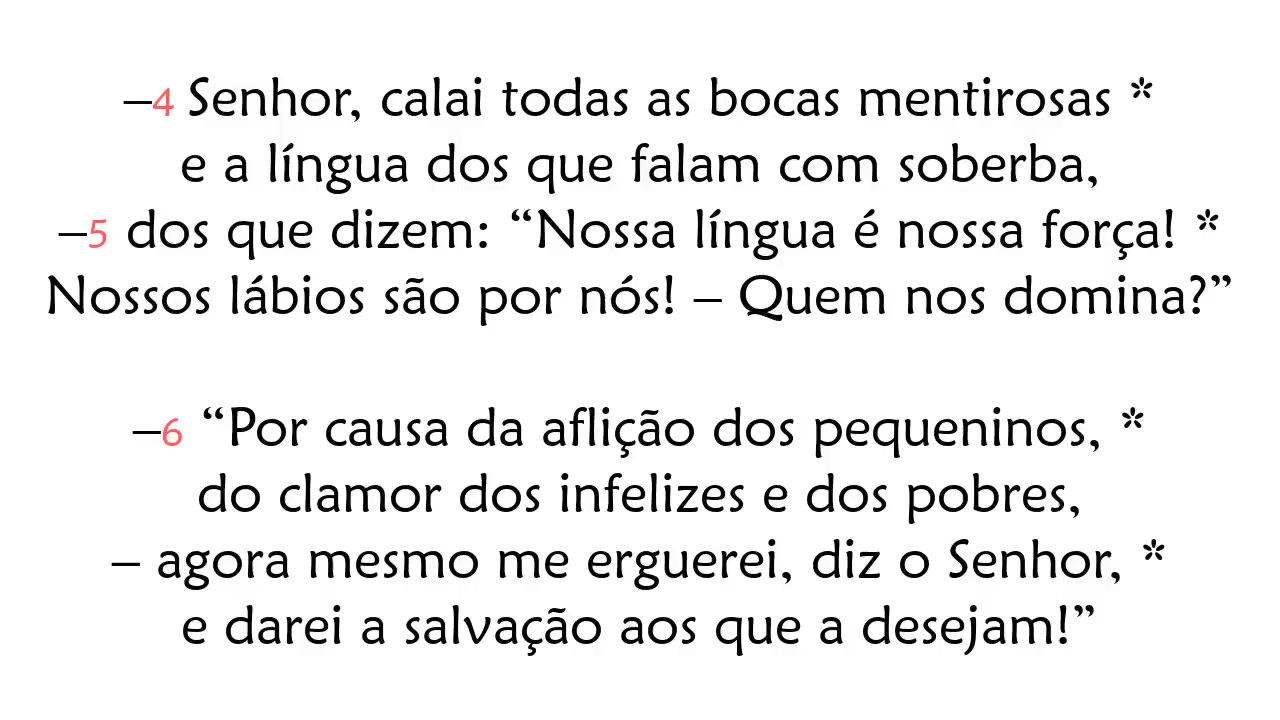 –4 Senhor, calai todas as bocas mentirosas *
e a língua dos que falam com soberba,
–5 dos que dizem: “Nossa língua é nossa força! *
Nossos lábios são por nós! – Quem nos domina?”
–6 “Por causa da aflição dos pequeninos, *
do clamor dos infelizes e dos pobres,
– agora mesmo me erguerei, diz o Senhor, *
e darei a salvação aos que a desejam!”